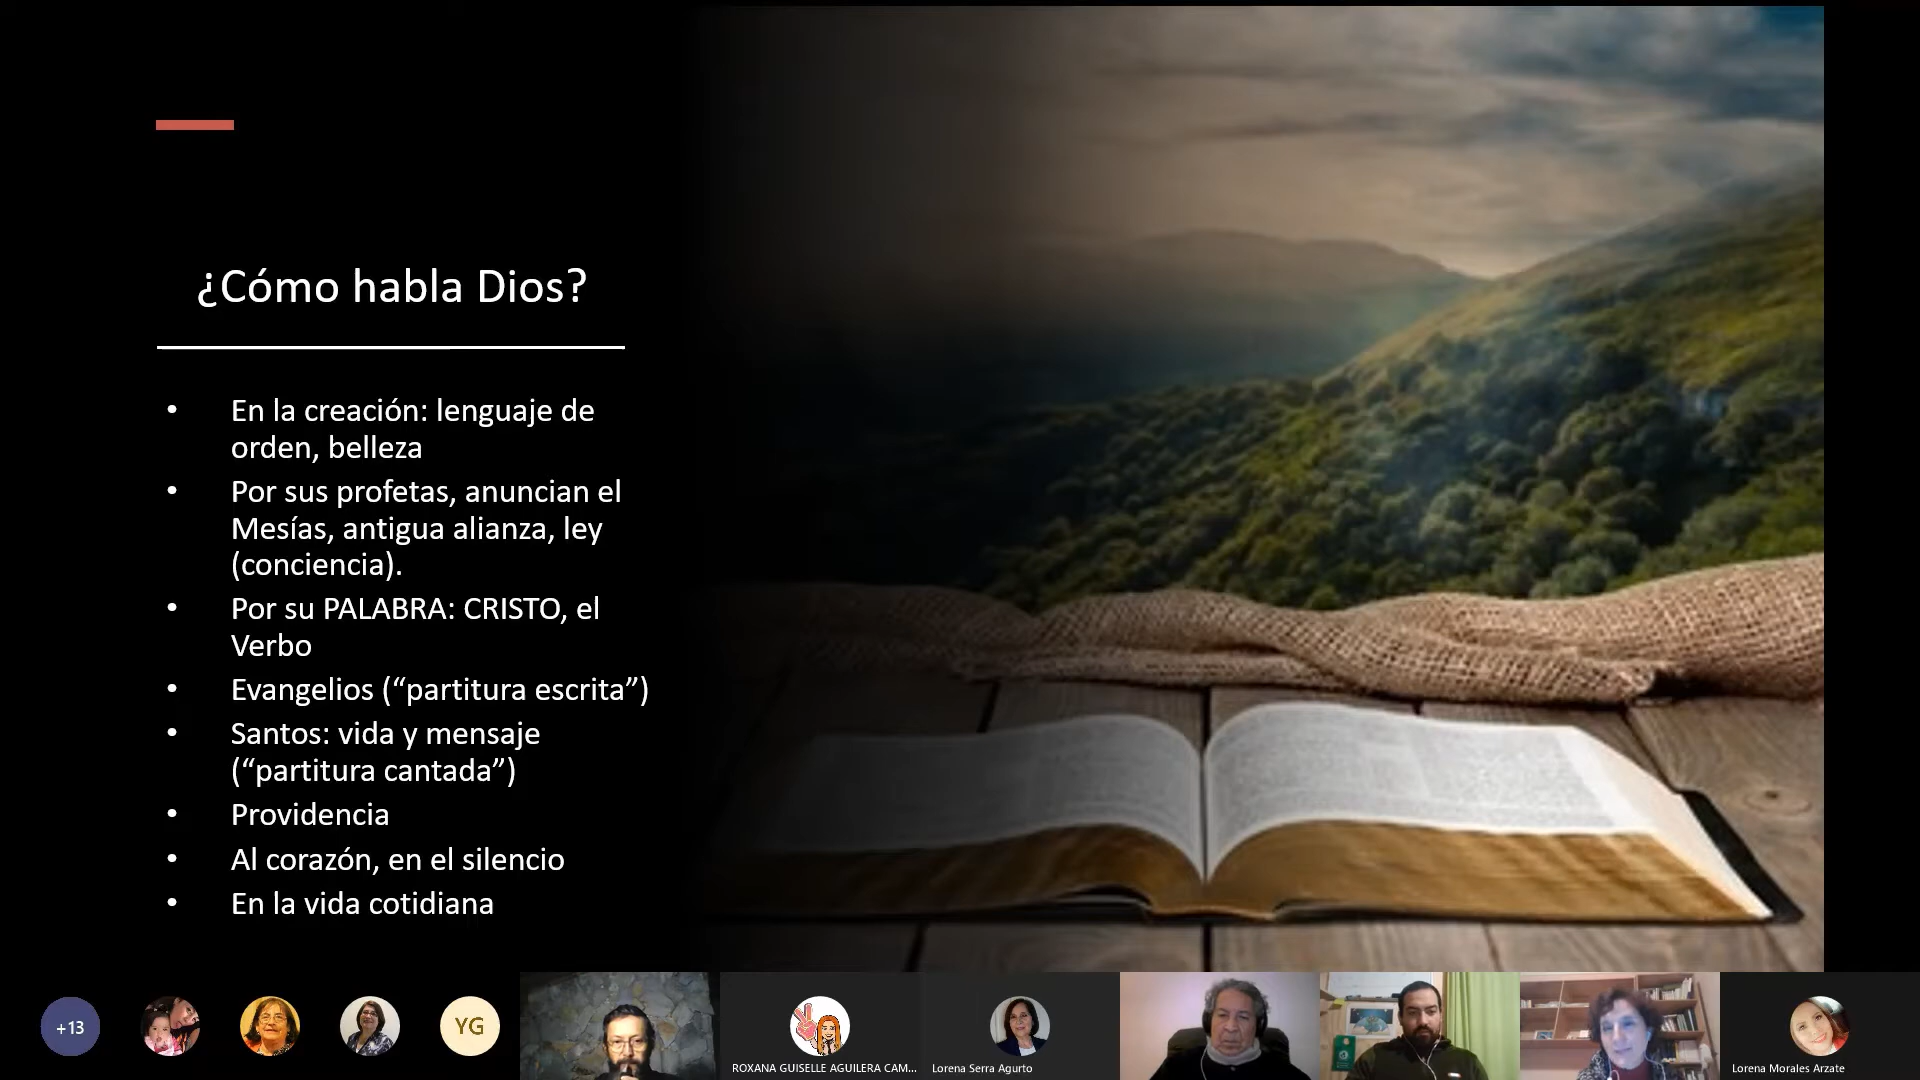 ¿Cómo habla Dios?
• En la creación: lenguaje de
orden, belleza
• Por sus profetas, anuncian el
Mesías, antigua alianza, ley
(conciencia).
• Por su PALABRA: CRISTO, el
Verbo
• Evangelios (“partitura escrita”)
• Santos: vida y mensaje
(“partitura cantada”)
• Providencia
• Al corazón, en el silencio
• En la vida cotidiana
+13
YG
ROXANA GUISELLE AGUILERA CAM...
Lorena Serra Agurto
Lorena Morales Arzate